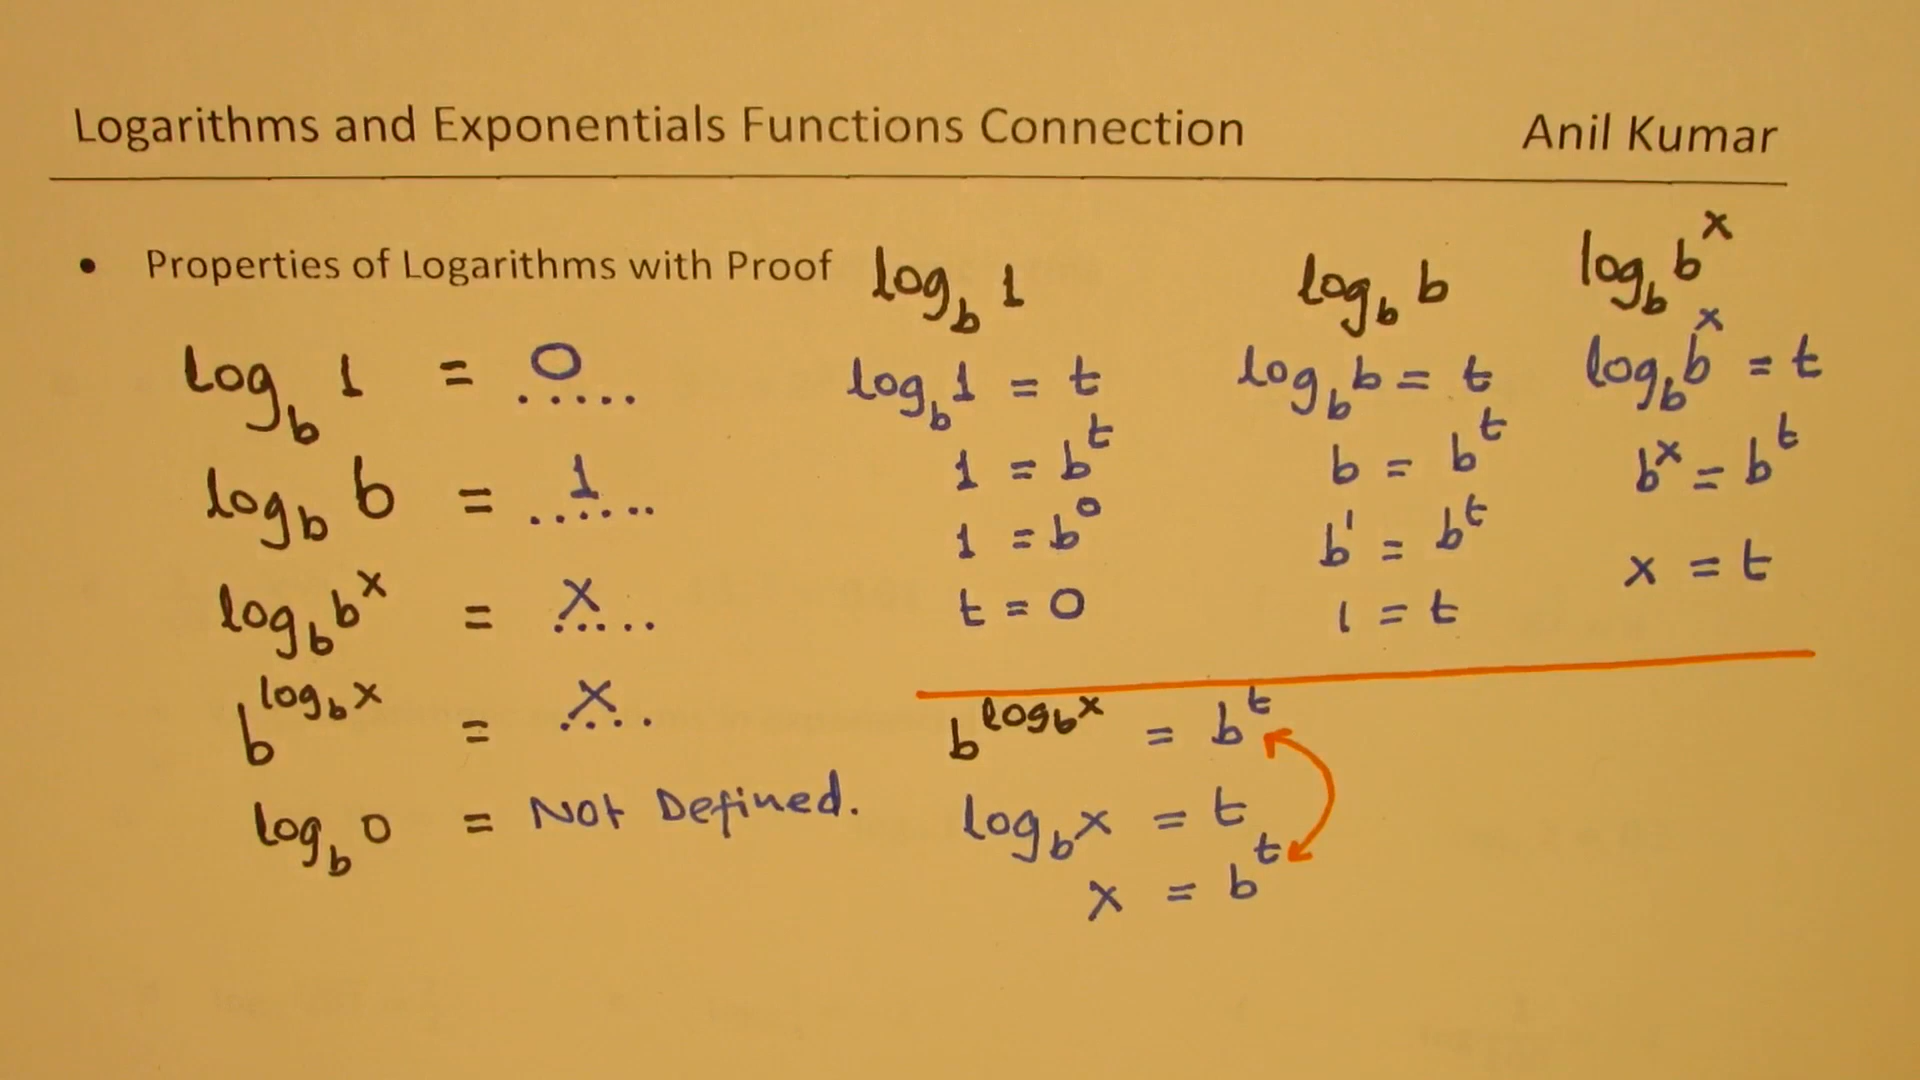 Logarithms and Exponentials Functions Connection Anil Kumar
• Properties of Logarithms with Proof
log_b 1 = 0
log_b b = 1
log_b b^x = x
b^(log_b x) = x
log_b 0 = Not Defined.
log_b 1
log_b 1 = t
1 = b^t
1 = b^0
t = 0
log_b b
log_b b = t
b = b^t
b^1 = b^t
1 = t
log_b b^x
log_b b^x = t
b^x = b^t
x = t
b^(log_b x) = b^t
log_b x = t
x = b^t